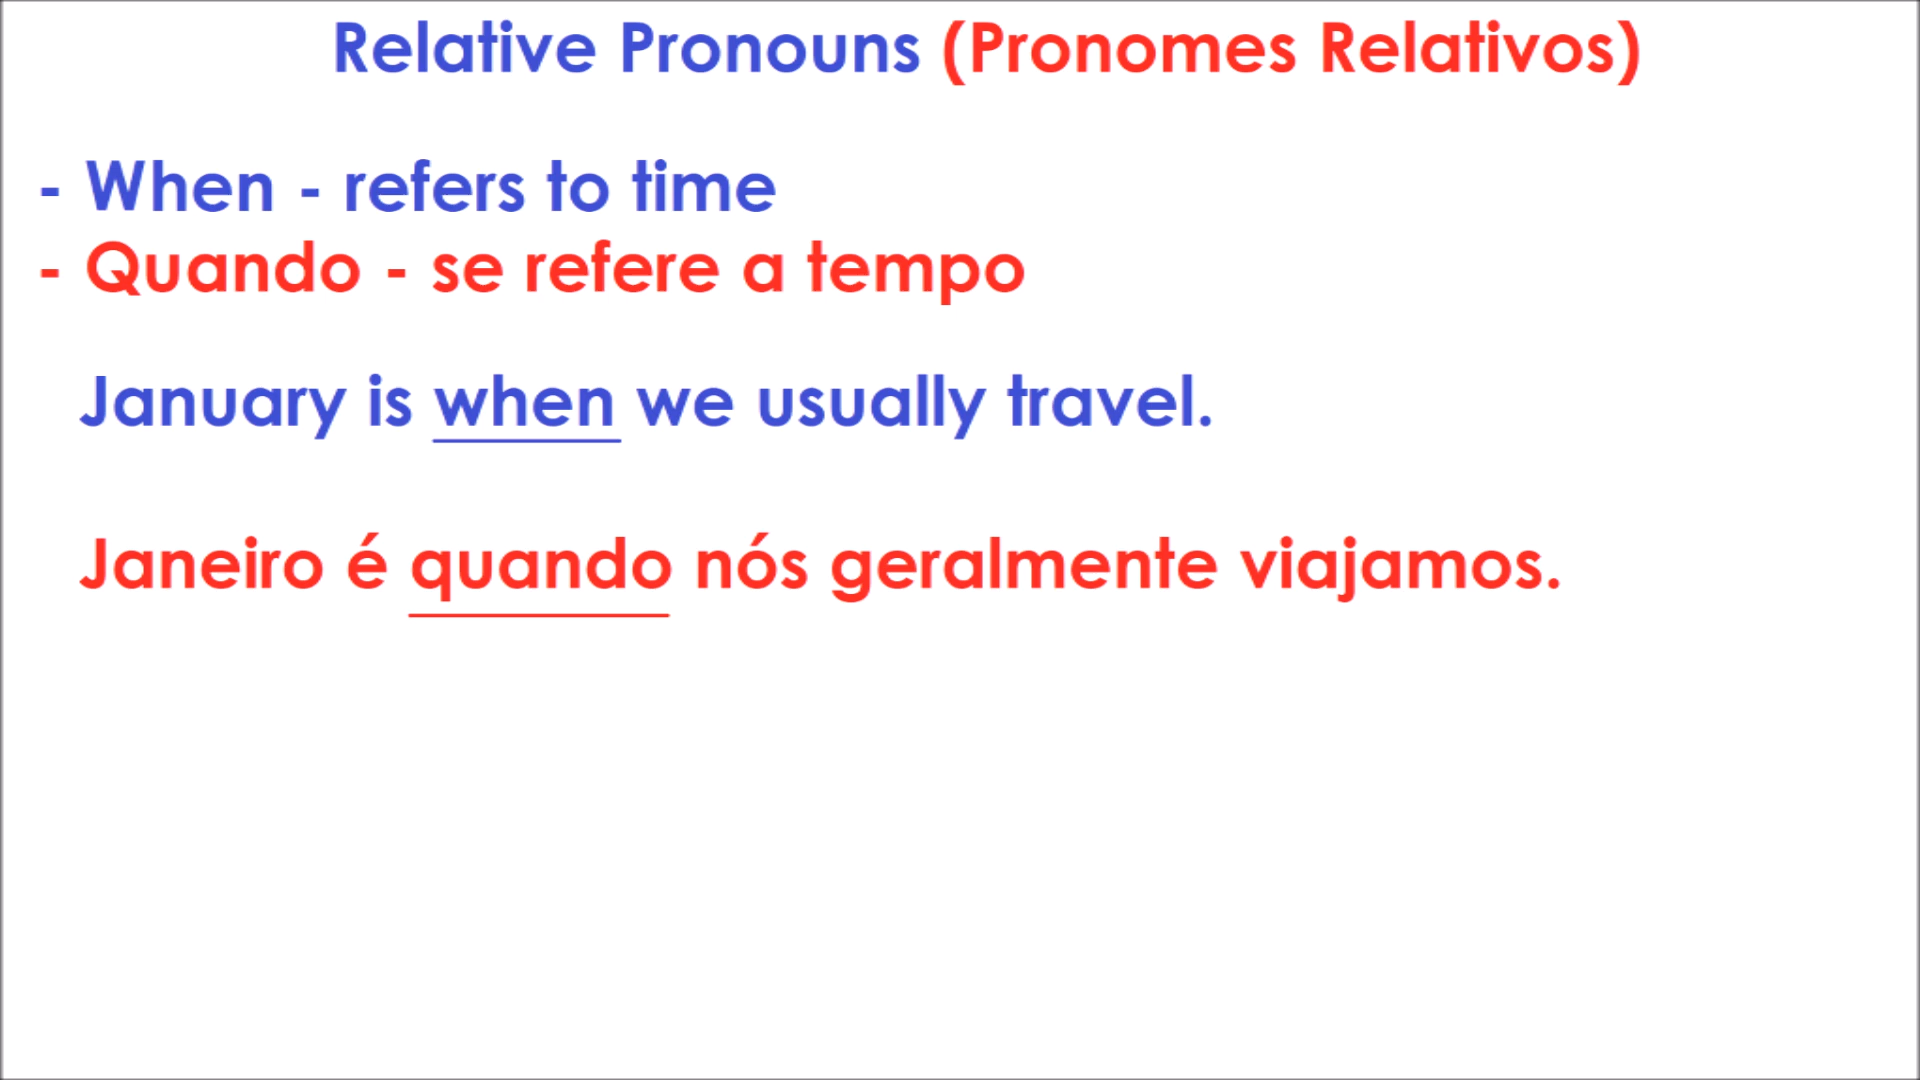 Relative Pronouns (Pronomes Relativos)
- When - refers to time
- Quando - se refere a tempo
January is when we usually travel.
Janeiro é quando nós geralmente viajamos.